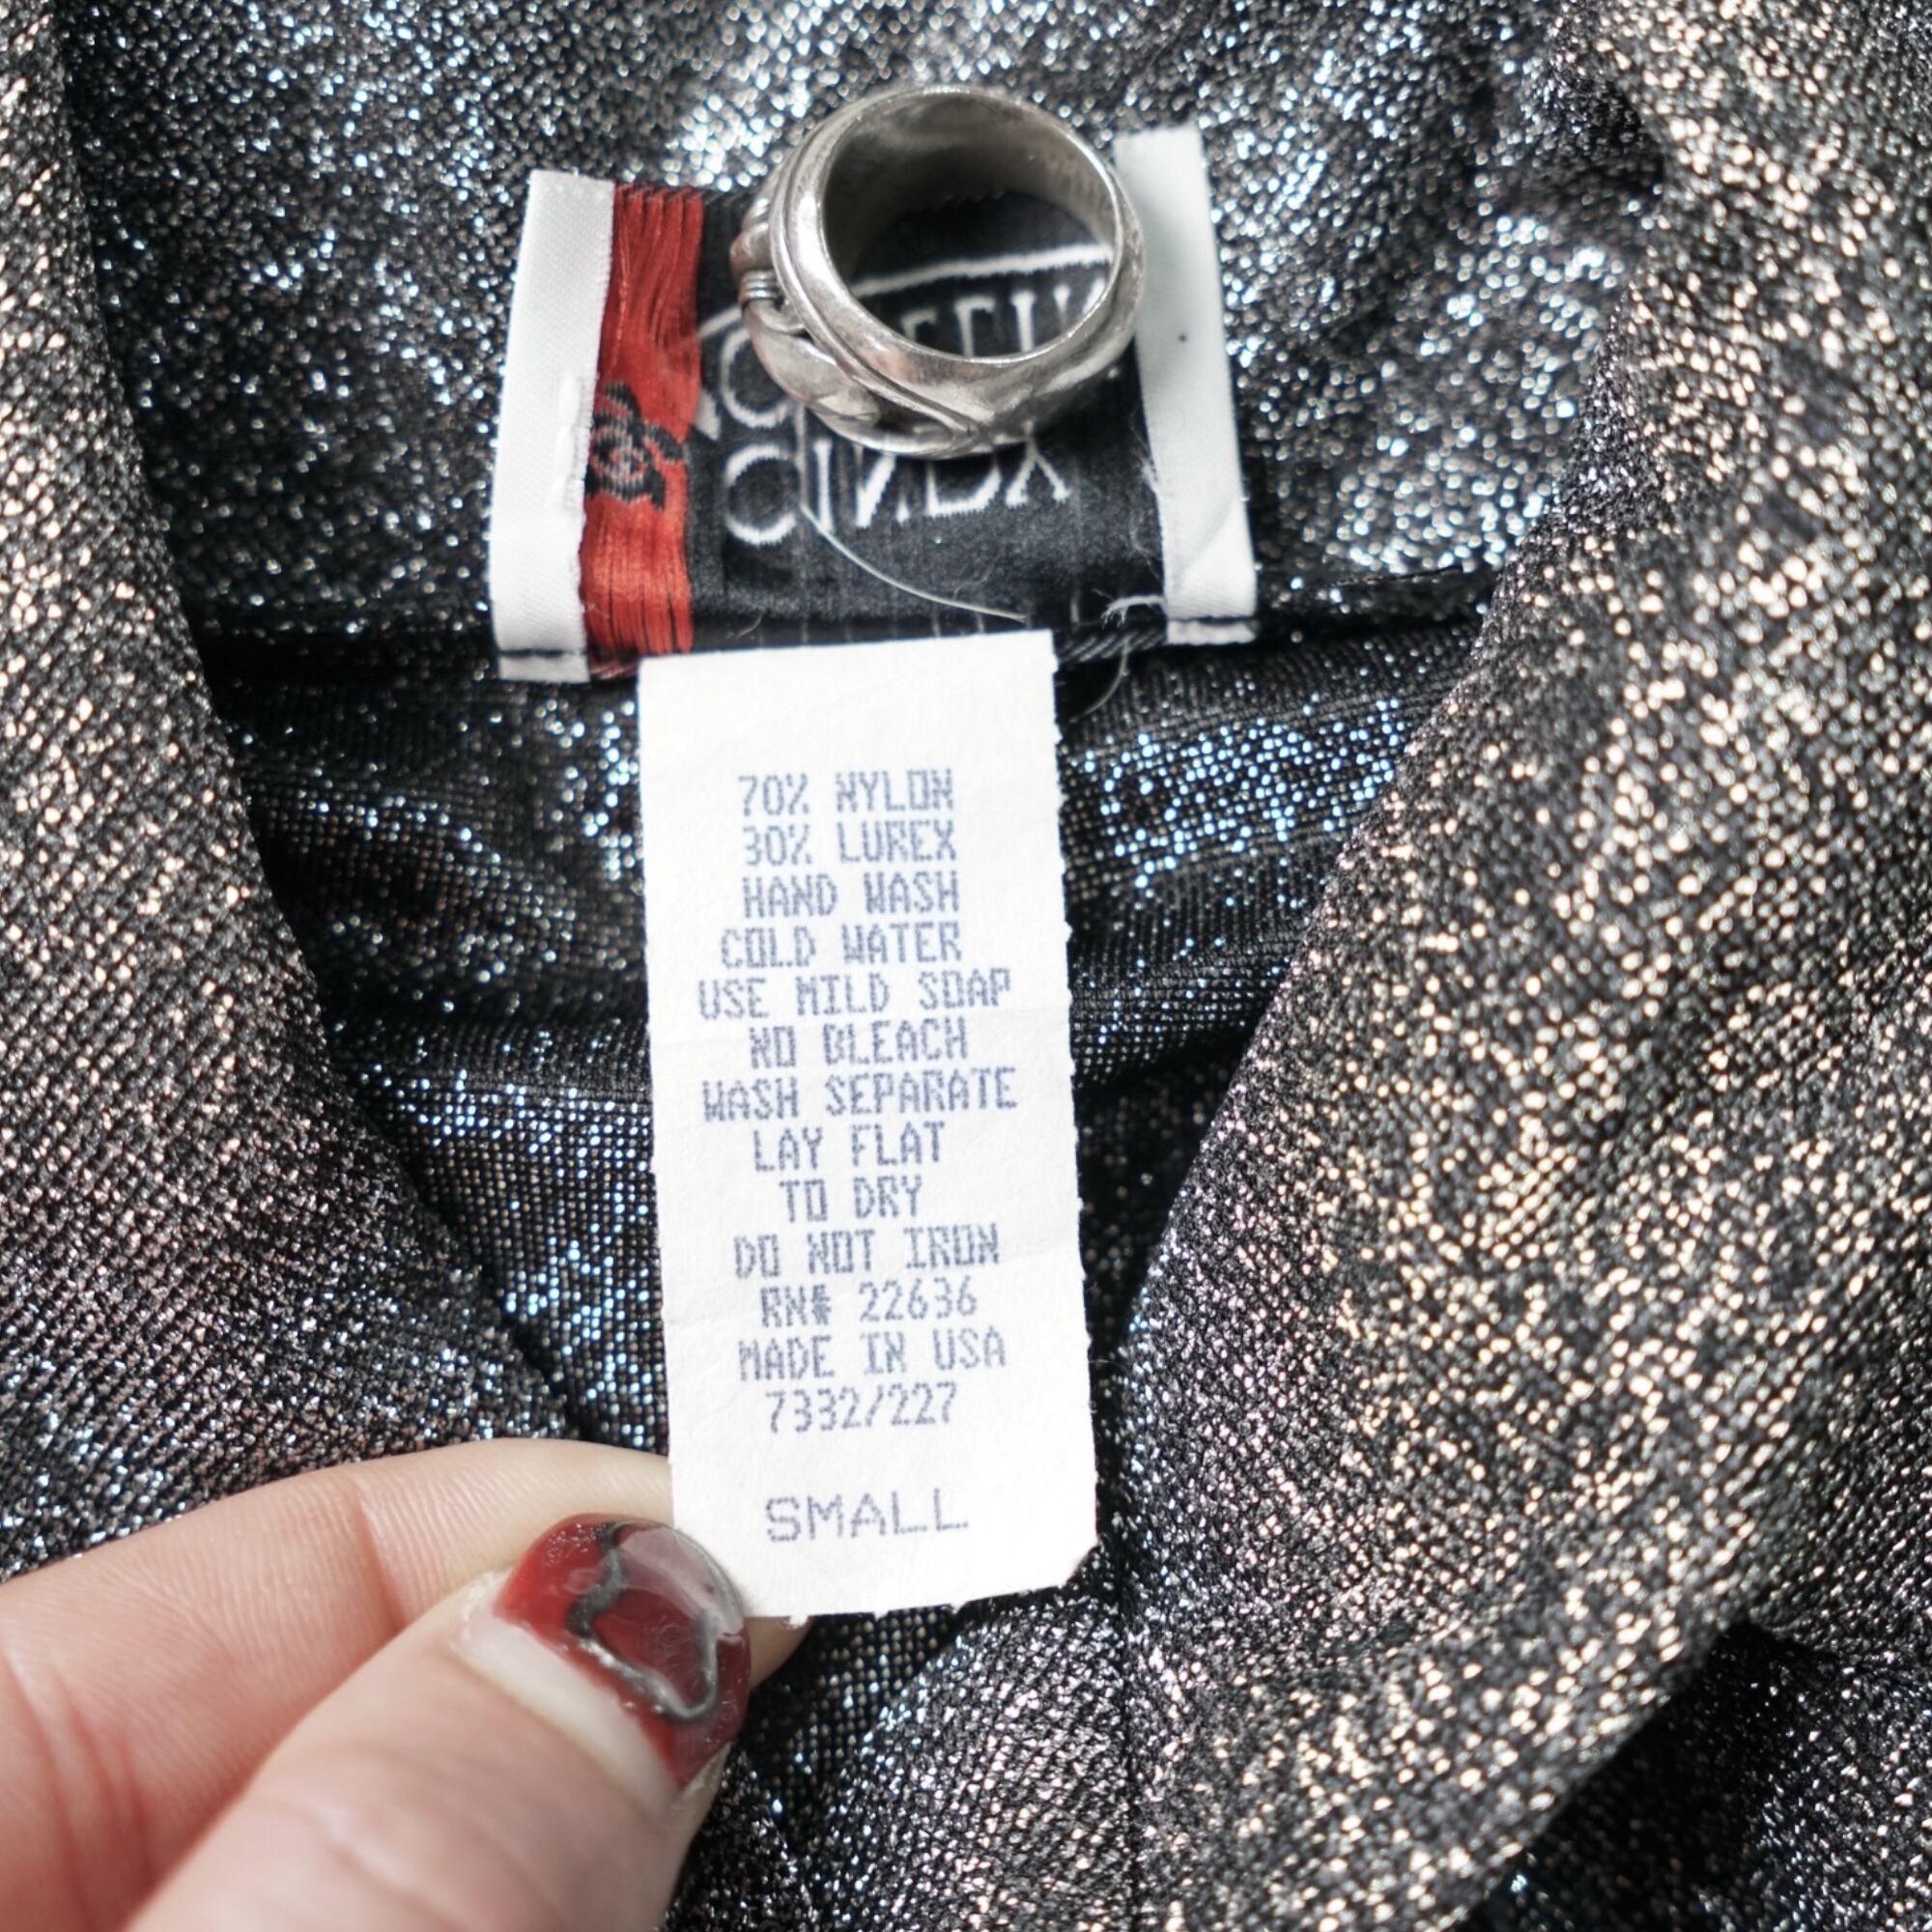 70% NYLON
30% LUREX
HAND WASH
COLD WATER
USE MILD SOAP
NO BLEACH
WASH SEPARATE
LAY FLAT
TO DRY
DO NOT IRON
RN# 22636
MADE IN USA
7332/227
SMALL